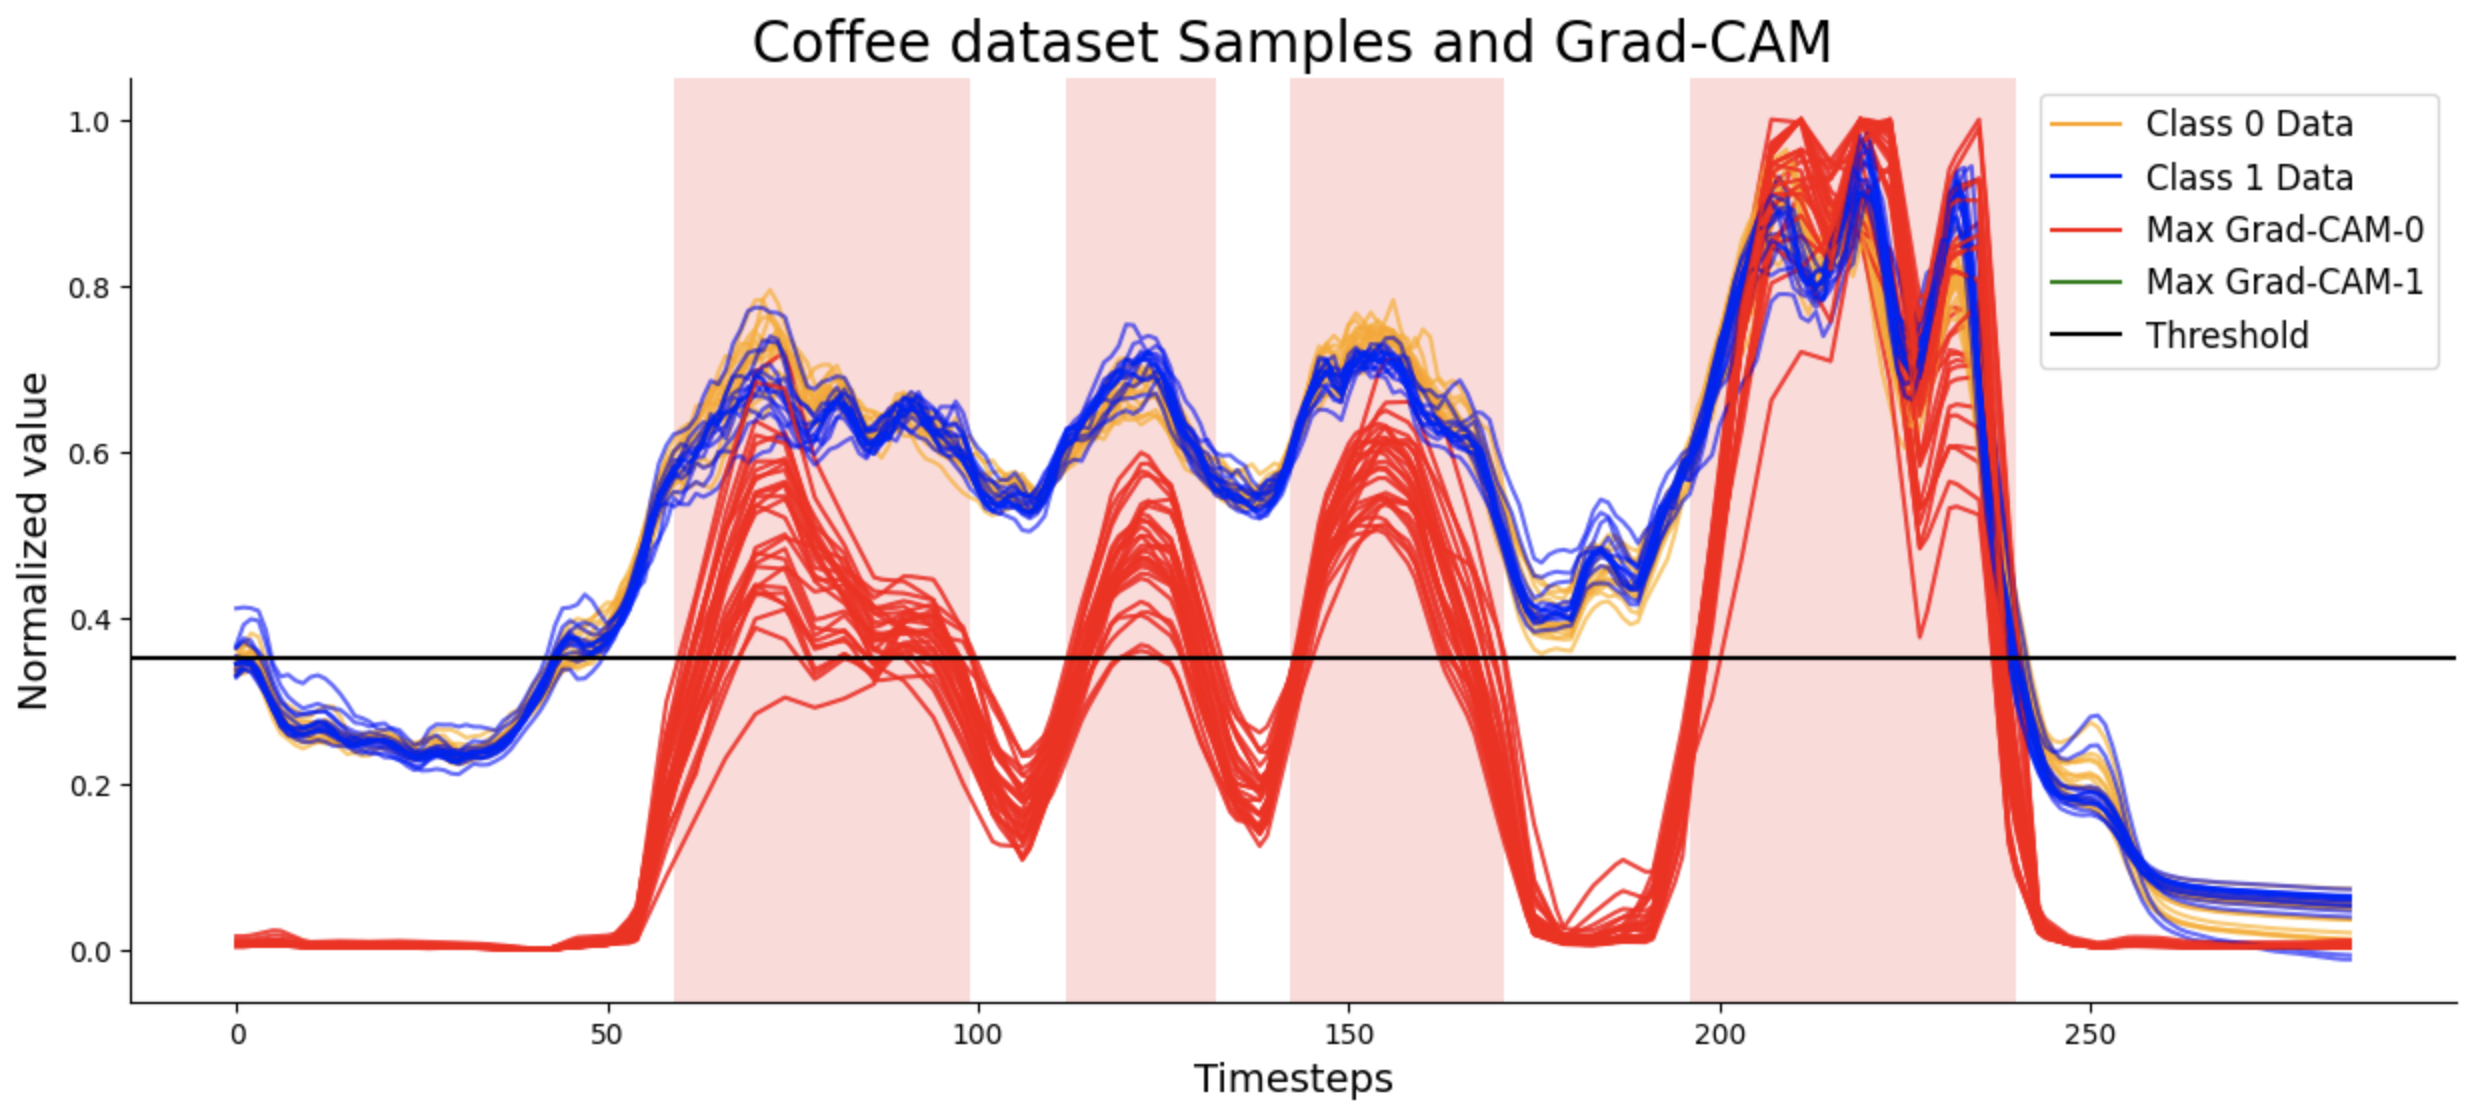 Coffee dataset Samples and Grad-CAM
Normalized value
1.0
0.8
0.6
0.4
0.2
0.0
Class 0 Data
Class 1 Data
Max Grad-CAM-0
Max Grad-CAM-1
Threshold
0 50 100 150 200 250
Timesteps